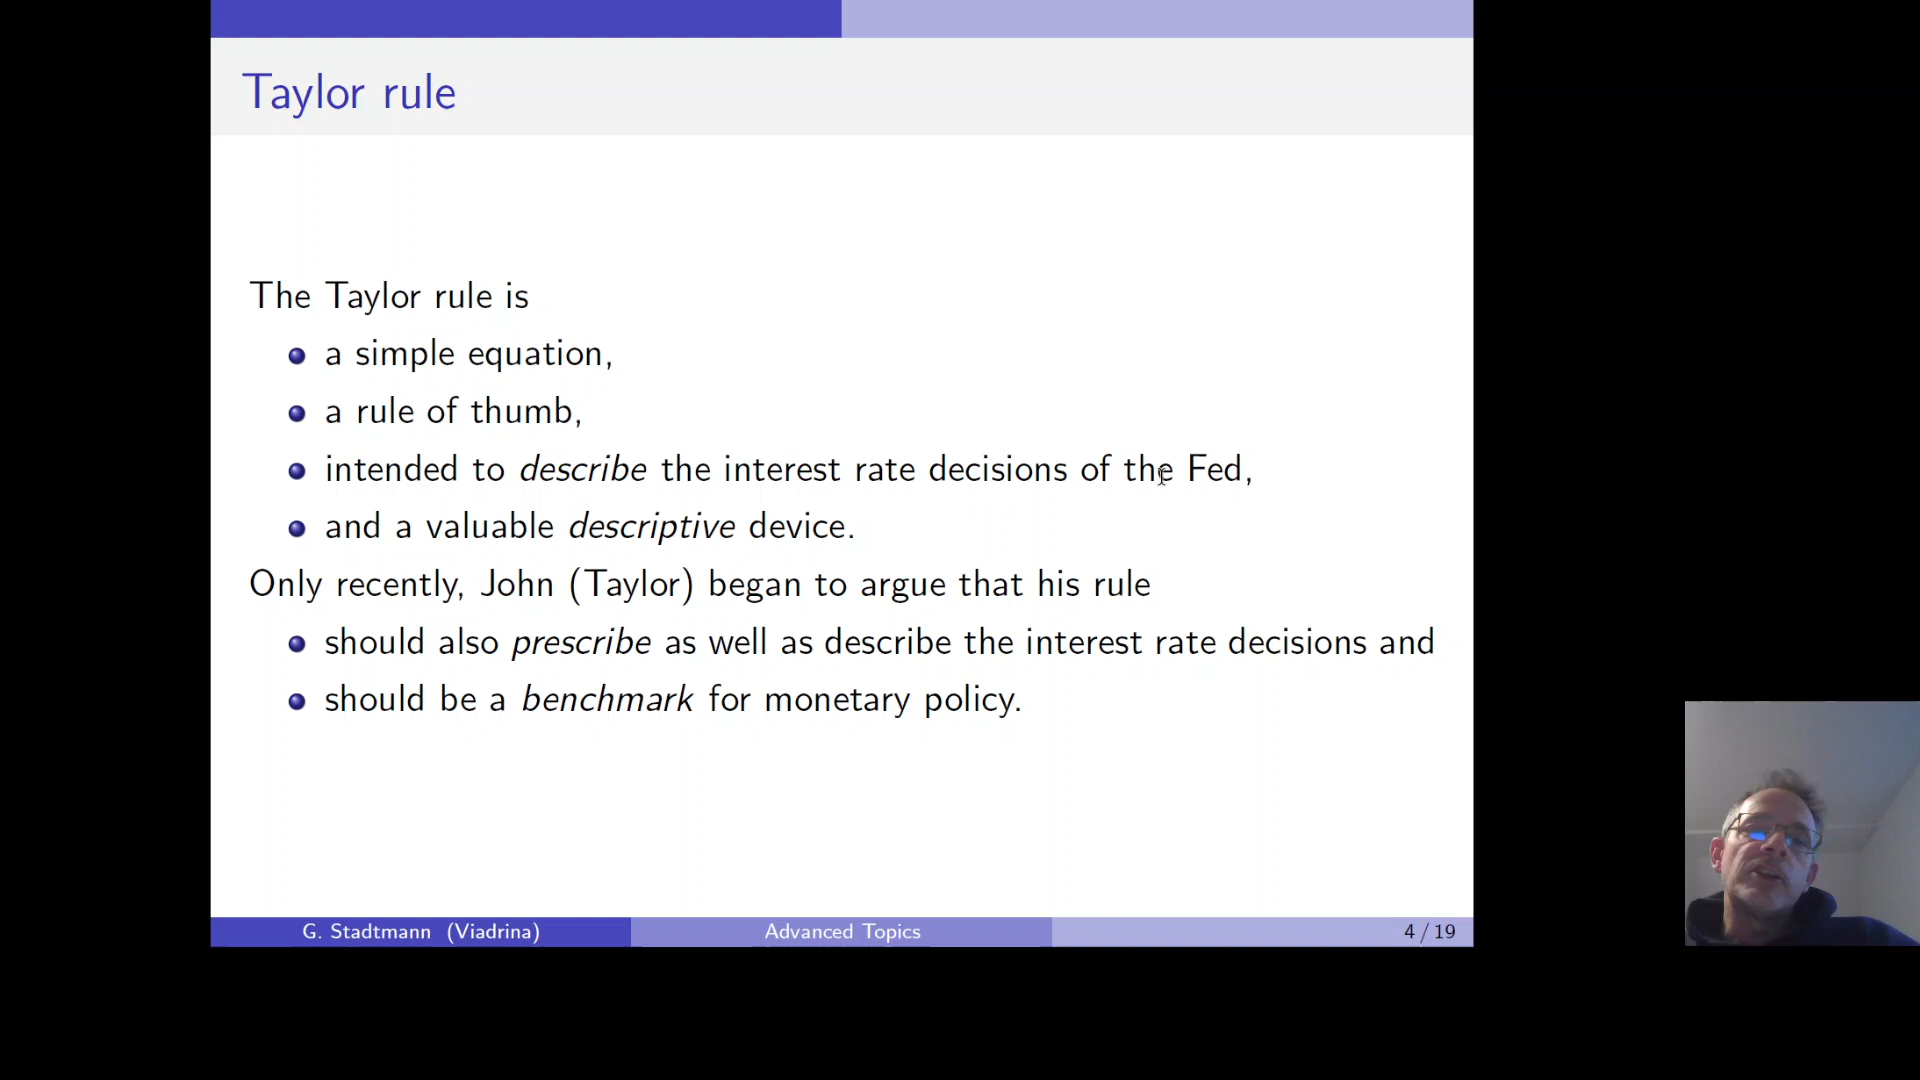 Taylor rule
The Taylor rule is
a simple equation,
a rule of thumb,
intended to describe the interest rate decisions of the Fed,
and a valuable descriptive device.
Only recently, John (Taylor) began to argue that his rule
should also prescribe as well as describe the interest rate decisions and
should be a benchmark for monetary policy.
G. Stadtmann (Viadrina)
Advanced Topics
4 / 19